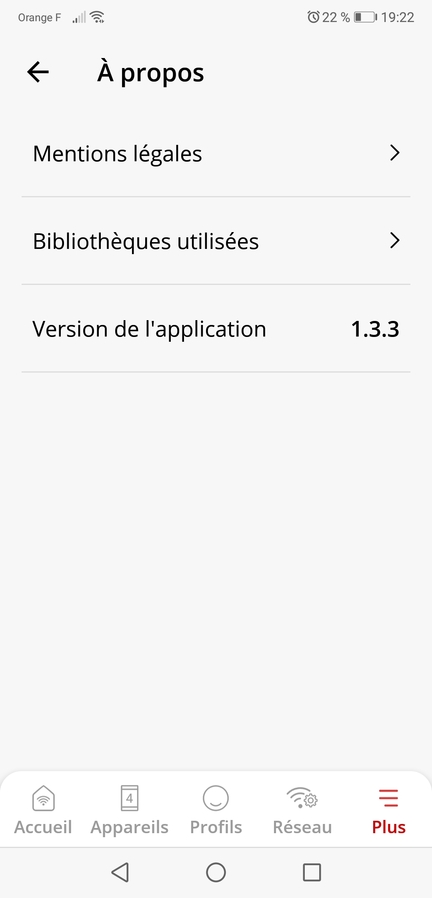 Orange F 22 % 19:22
À propos
Mentions légales
Bibliothèques utilisées
Version de l'application 1.3.3
4
Accueil Appareils Profils Réseau Plus